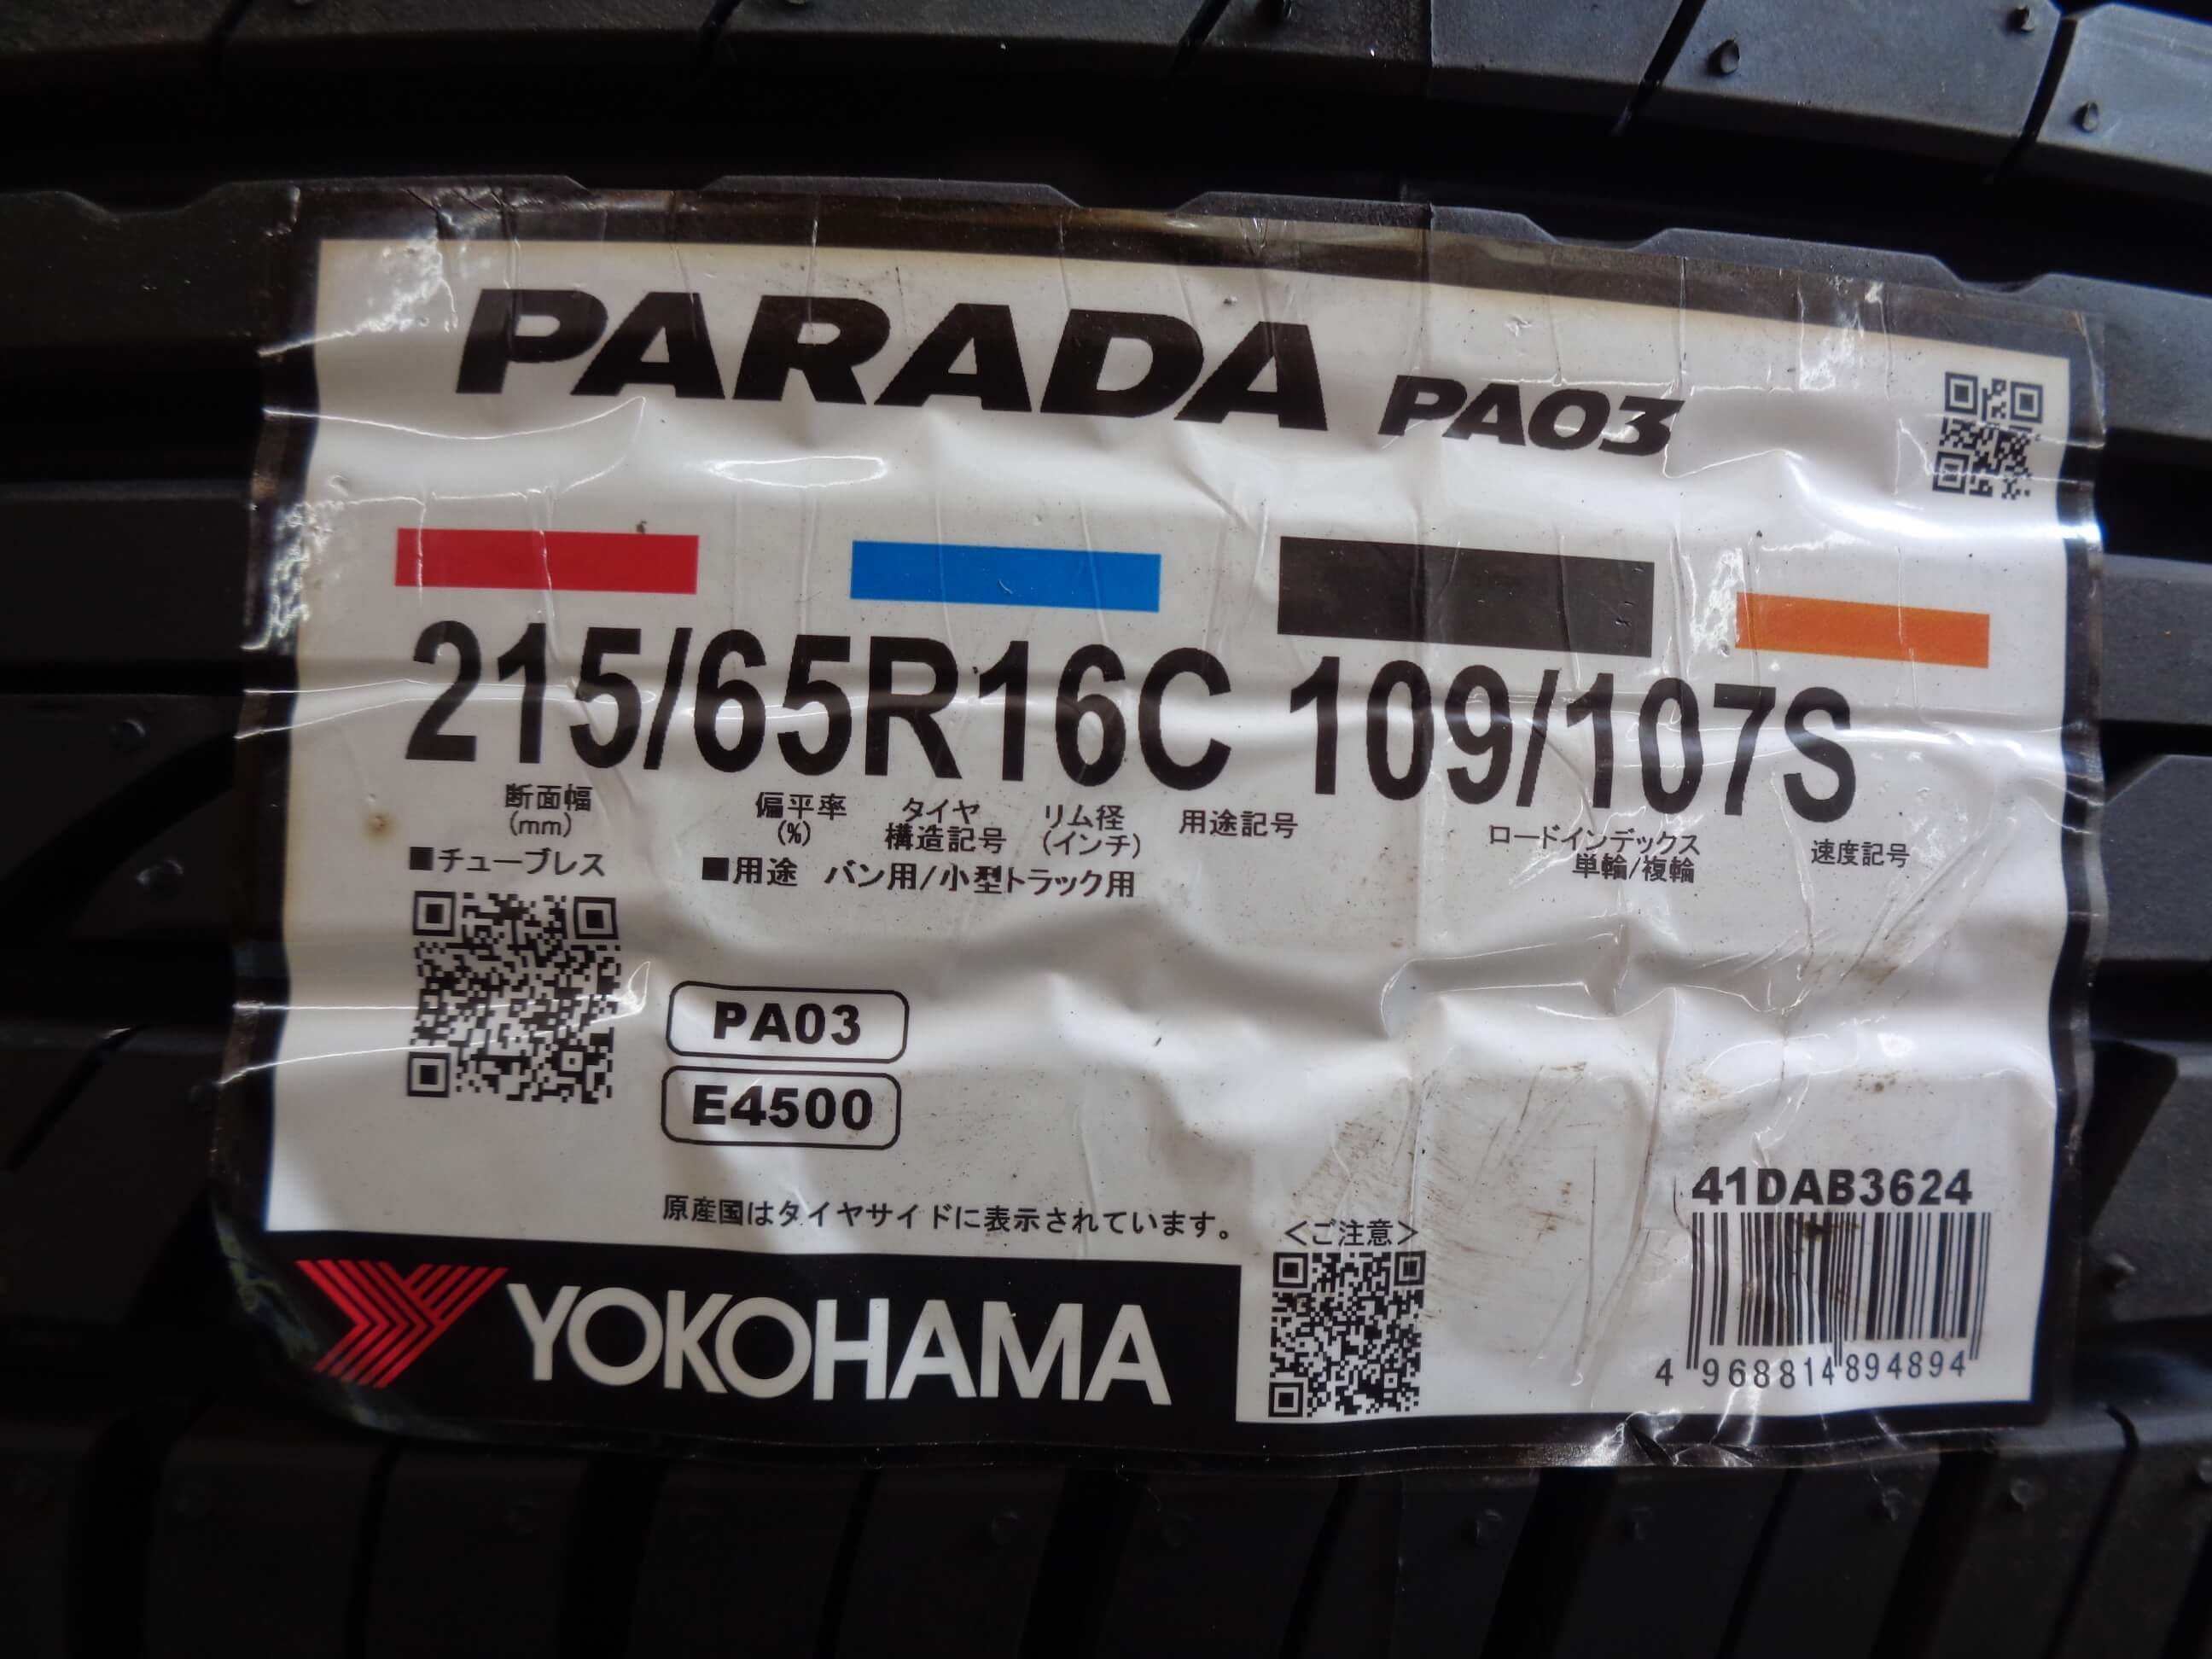 PARADA PA03
215/65R16C 109/107S
断面幅 偏平率 タイヤ リム径 用途記号 ロードインデックス 速度記号
(mm) (%) 構造記号 (インチ) 単輪/複輪
■チューブレス ■用途 バン用/小型トラック用
PA03
E4500
41DAB3624
原産国はタイヤサイドに表示されています。 <ご注意>
YOKOHAMA
4 968814 894894